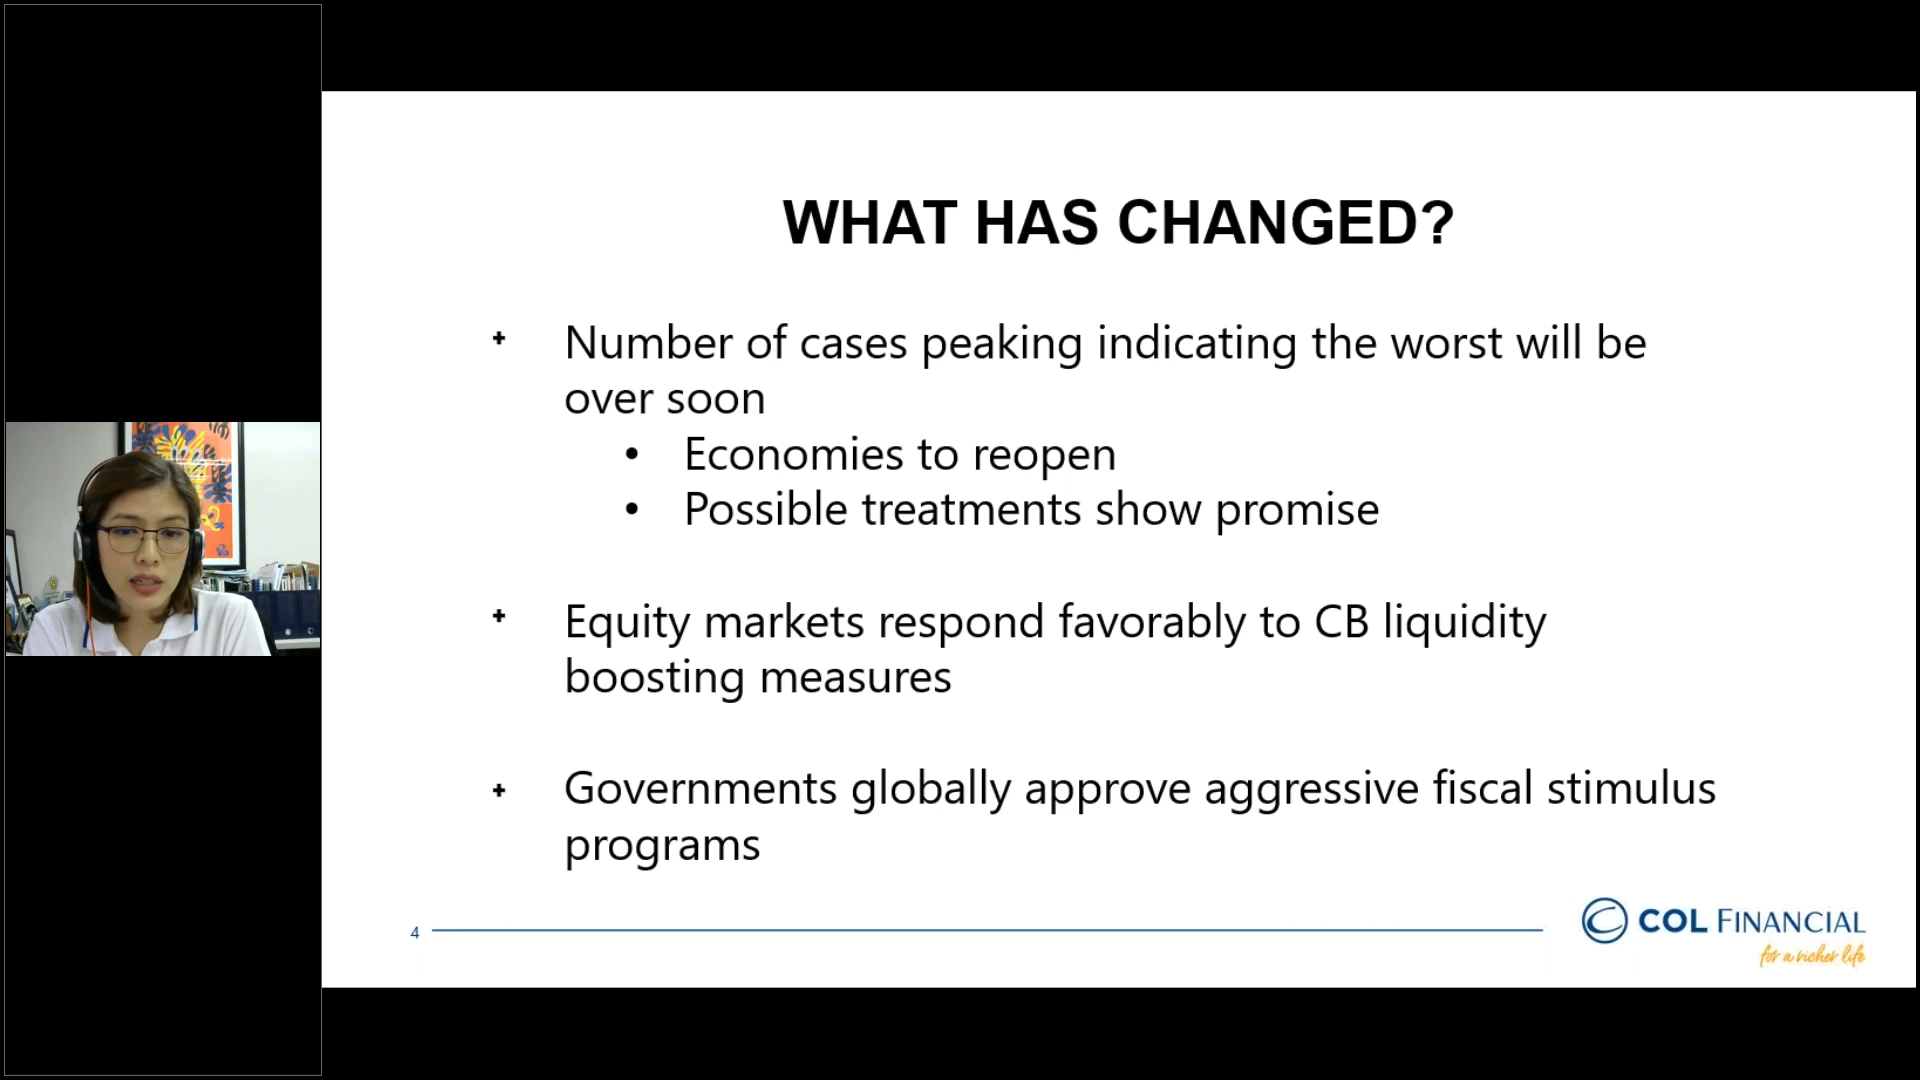 WHAT HAS CHANGED?
+ Number of cases peaking indicating the worst will be
over soon
• Economies to reopen
• Possible treatments show promise
+ Equity markets respond favorably to CB liquidity
boosting measures
+ Governments globally approve aggressive fiscal stimulus
programs
4
COL FINANCIAL
for a richer life